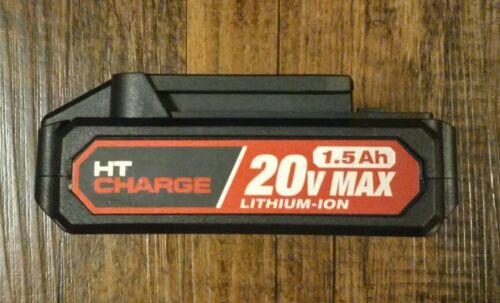 HT
CHARGE
1.5Ah
20V MAX
LITHIUM-ION